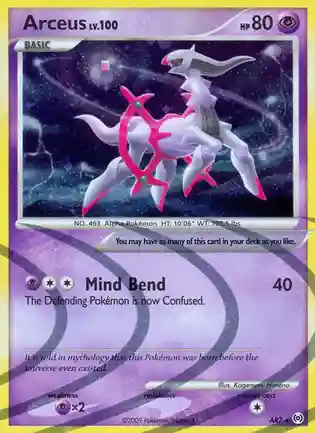 Arceus LV.100 HP 80
BASIC
NO. 493 Alpha Pokémon HT: 10'06" WT: 705.5 lbs.
You may have as many of this card in your deck as you like.
Mind Bend 40
The Defending Pokémon is now Confused.
It is told in mythology that this Pokémon was born before the
universe even existed.
Illus. Kagemaru Himeno
weakness resistance retreat cost
×2
©2009 Pokémon
AR7